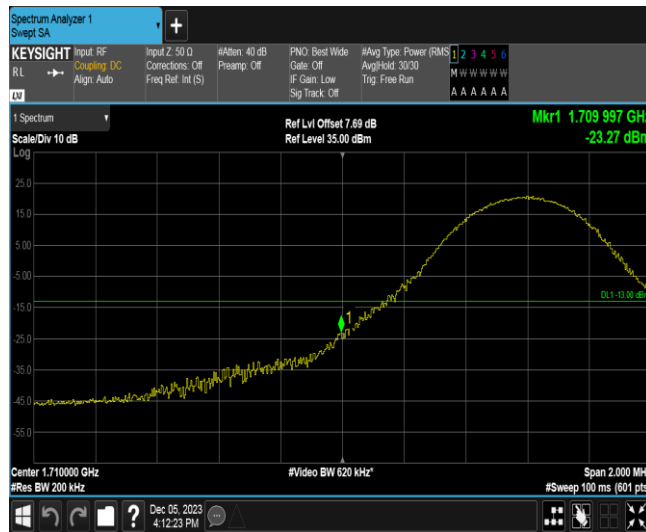 Spectrum Analyzer 1
Swept SA
+
KEYSIGHT
RL
LXI
Input: RF
Coupling: DC
Align: Auto
Input Z: 50 Ω
Corrections: Off
Freq Ref: Int (S)
#Atten: 40 dB
Preamp: Off
PNO: Best Wide
Gate: Off
IF Gain: Low
Sig Track: Off
#Avg Type: Power (RMS
Avg|Hold: 30/30
Trig: Free Run
1 2 3 4 5 6
M W W W W W
A A A A A A
1 Spectrum
Scale/Div 10 dB
Log
Ref Lvl Offset 7.69 dB
Ref Level 35.00 dBm
Mkr1 1.709 997 GHz
-23.27 dBm
25.0
15.0
5.00
-5.00
-15.0
-25.0
-35.0
-45.0
-55.0
1
DL1 -13.00 dBm
Center 1.710000 GHz
#Res BW 200 kHz
#Video BW 620 kHz*
Span 2.000 MHz
#Sweep 100 ms (601 pts)
?
Dec 05, 2023
4:12:23 PM